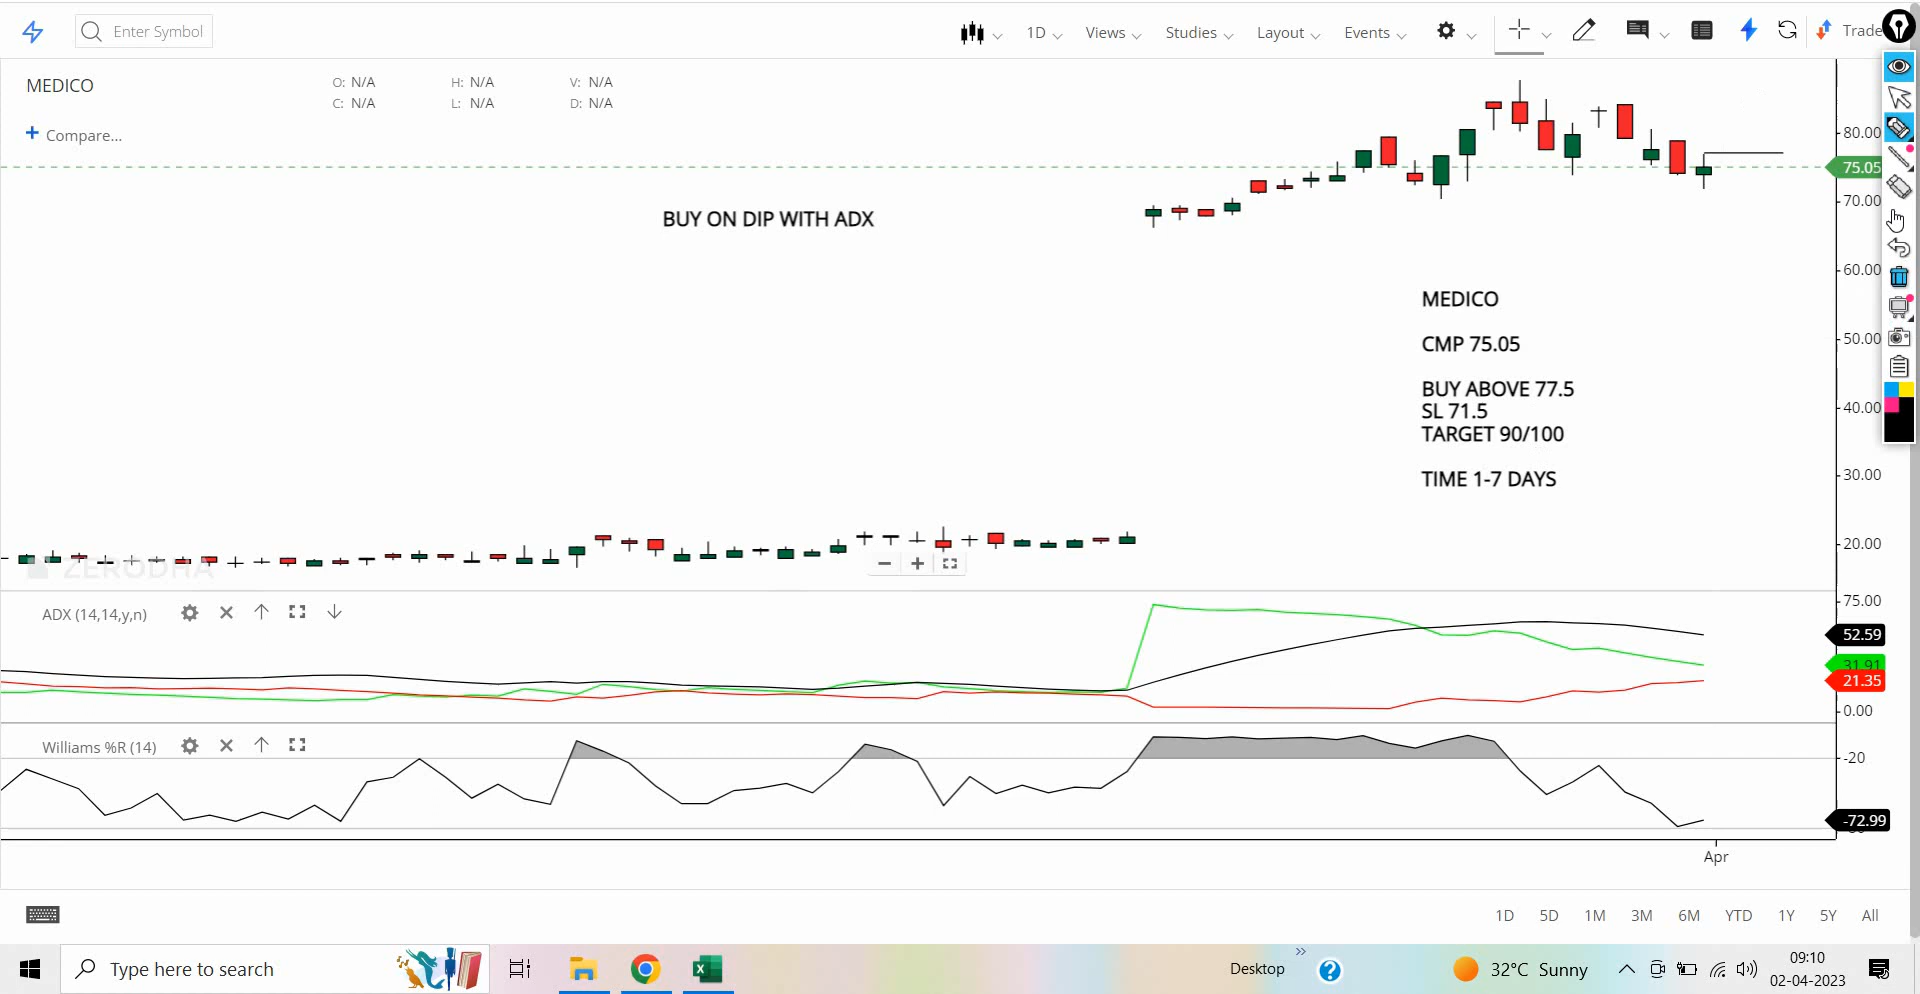 Enter Symbol
1D
Views
Studies
Layout
Events
Trade
MEDICO
O: N/A
H: N/A
V: N/A
C: N/A
L: N/A
D: N/A
+ Compare...
80.00
75.05
70.00
60.00
50.00
40.00
30.00
20.00
BUY ON DIP WITH ADX
MEDICO
CMP 75.05
BUY ABOVE 77.5
SL 71.5
TARGET 90/100
TIME 1-7 DAYS
ZERODHA
ADX (14,14,y,n)
75.00
52.59
31.91
21.35
0.00
Williams %R (14)
-20
-72.99
Apr
1D 5D 1M 3M 6M YTD 1Y 5Y All
Type here to search
Desktop
32°C Sunny
09:10
02-04-2023